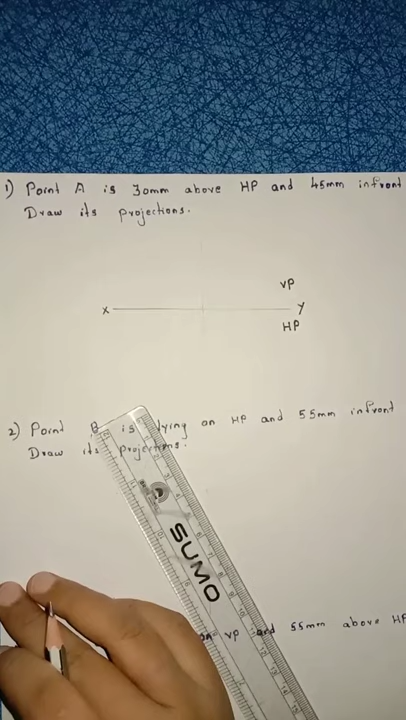 1) Point A is 30mm above HP and 45mm infront
Draw its projections.
VP
X Y
HP
2) Point B is lying on HP and 55mm infront
Draw its projections.
SUMO
on VP and 55mm above HP